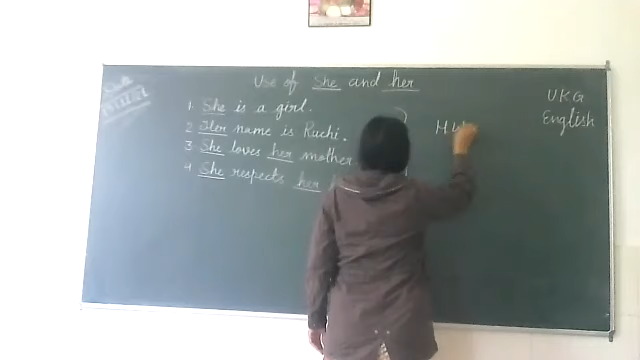 Use of She and her
UKG
English
1. She is a girl.
2 Her name is Ruchi.
3 She loves her mother
4 She respects her
H.W